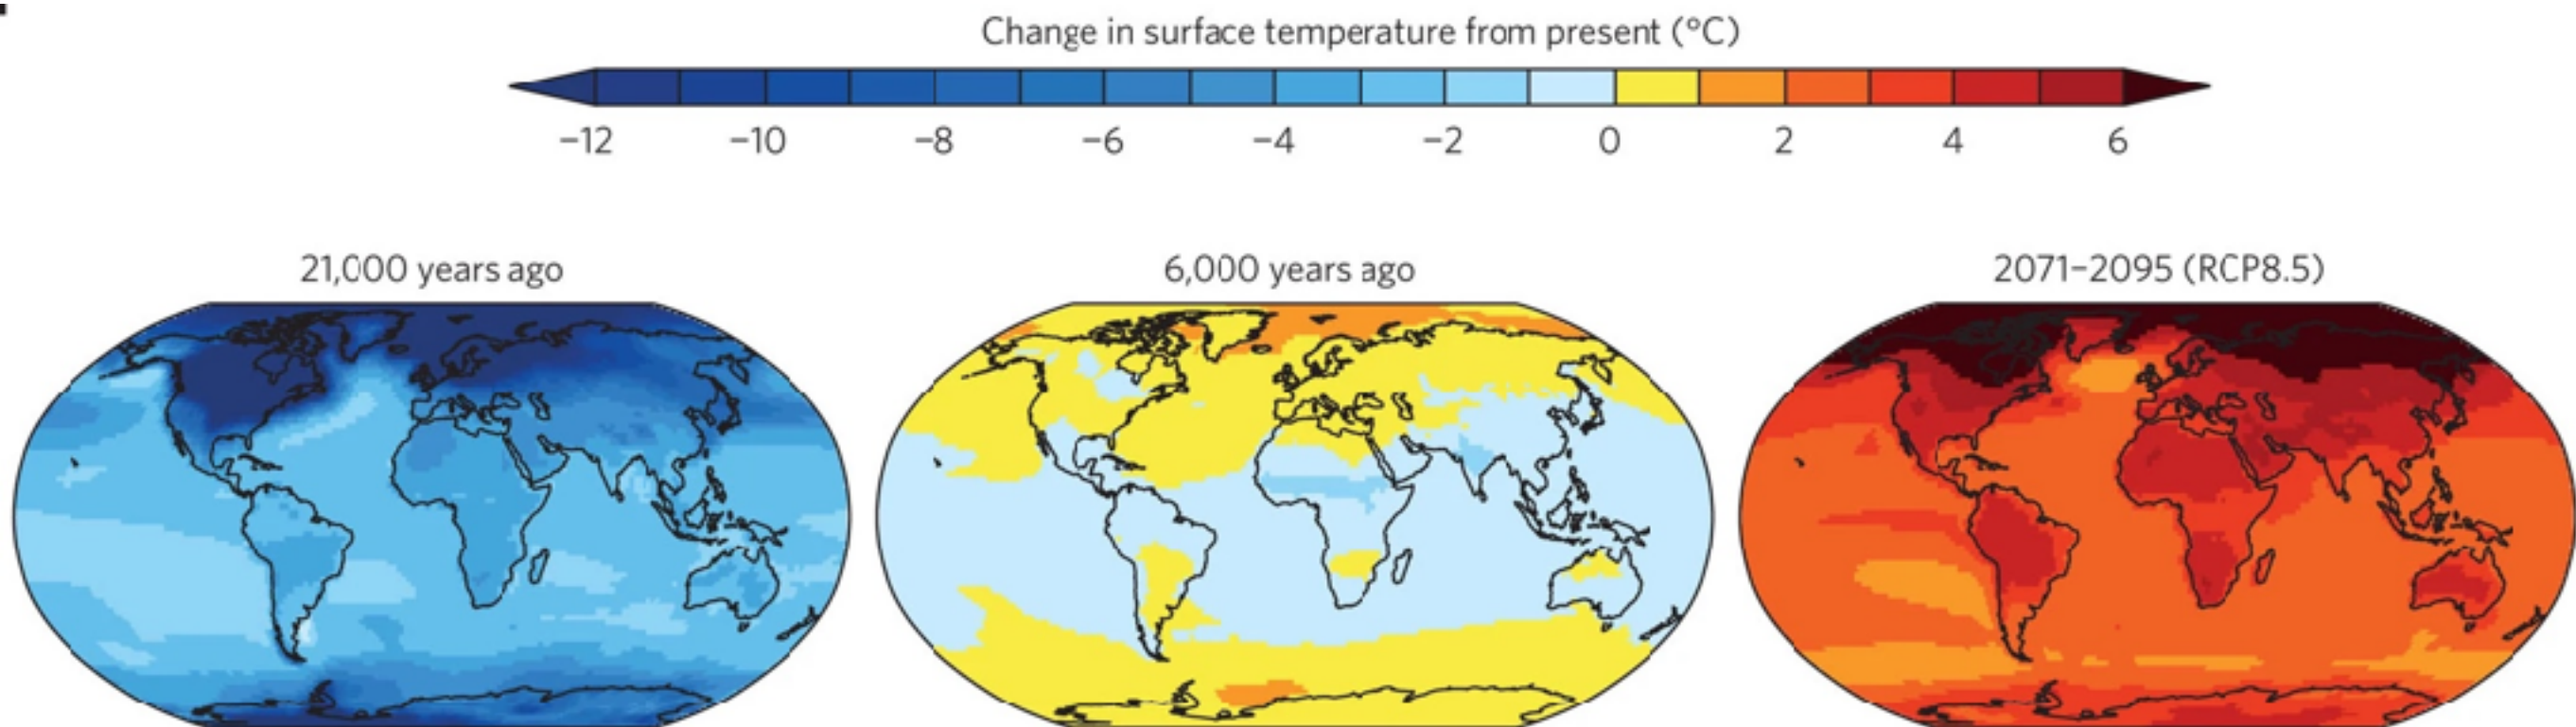 Change in surface temperature from present (°C)
−12 −10 −8 −6 −4 −2 0 2 4 6
21,000 years ago 6,000 years ago 2071–2095 (RCP8.5)